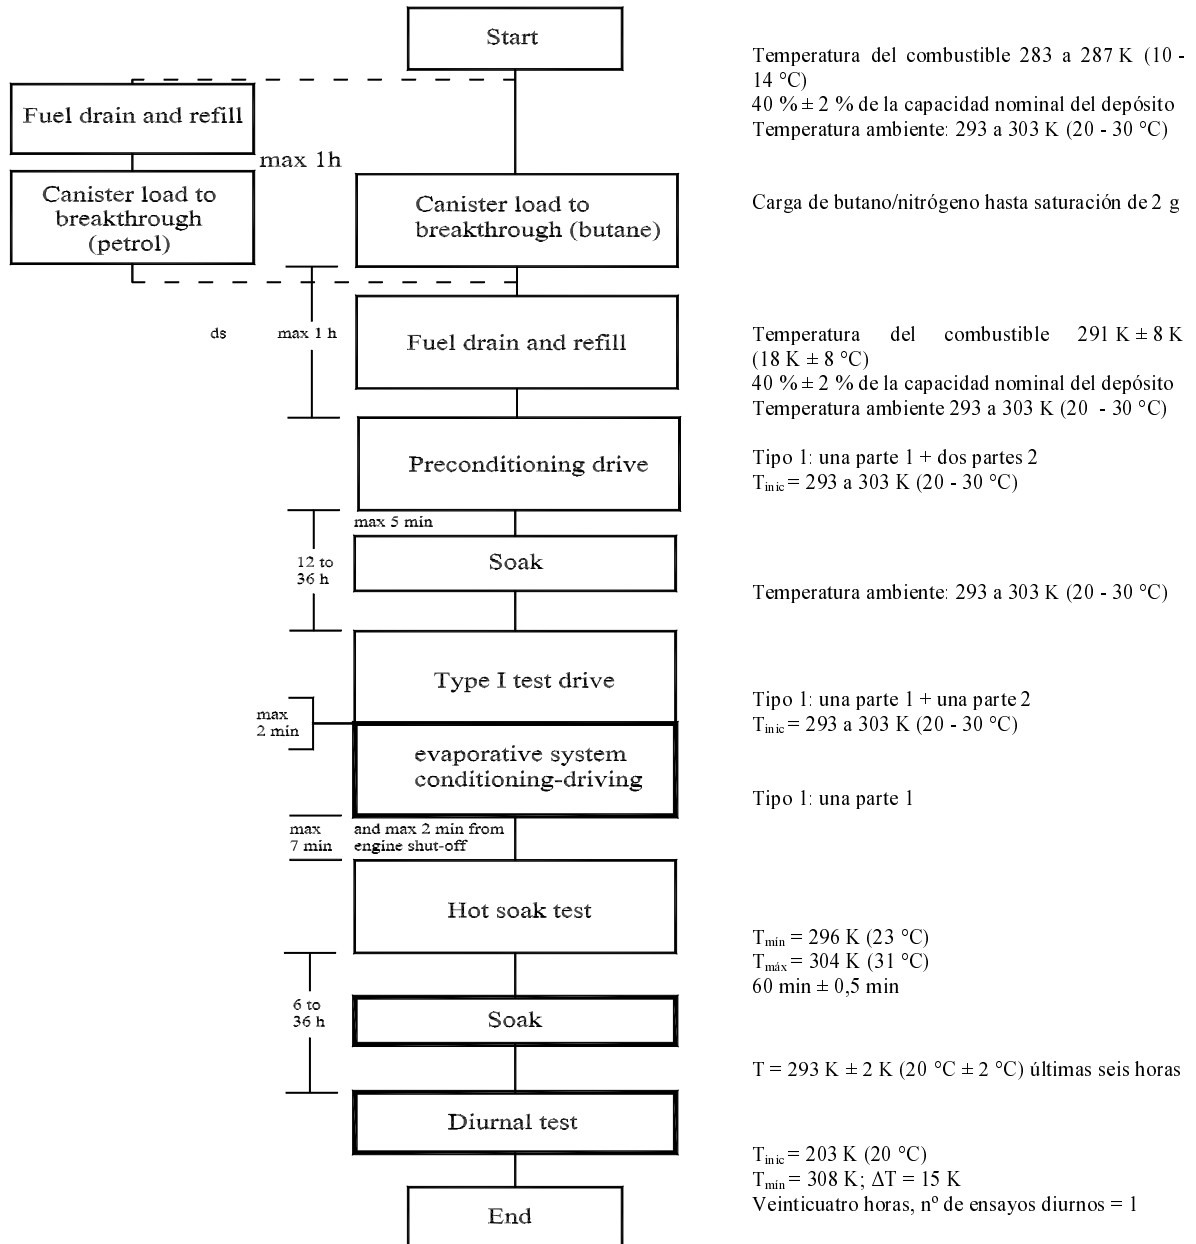 Start
Temperatura del combustible 283 a 287 K (10 -
14 °C)
40 % ± 2 % de la capacidad nominal del depósito
Temperatura ambiente: 293 a 303 K (20 - 30 °C)
Fuel drain and refill
max 1h
Canister load to
breakthrough
(petrol)
Canister load to
breakthrough (butane)
Carga de butano/nitrógeno hasta saturación de 2 g
ds
max 1 h
Fuel drain and refill
Temperatura del combustible 291 K ± 8 K
(18 K ± 8 °C)
40 % ± 2 % de la capacidad nominal del depósito
Temperatura ambiente 293 a 303 K (20 - 30 °C)
Preconditioning drive
Tipo 1: una parte 1 + dos partes 2
Tinic = 293 a 303 K (20 - 30 °C)
max 5 min
12 to
36 h
Soak
Temperatura ambiente: 293 a 303 K (20 - 30 °C)
Type I test drive
Tipo 1: una parte 1 + una parte 2
Tinic = 293 a 303 K (20 - 30 °C)
max
2 min
evaporative system
conditioning-driving
Tipo 1: una parte 1
max
7 min
and max 2 min from
engine shut-off
Hot soak test
Tmín = 296 K (23 °C)
Tmáx = 304 K (31 °C)
60 min ± 0,5 min
6 to
36 h
Soak
T = 293 K ± 2 K (20 °C ± 2 °C) últimas seis horas
Diurnal test
Tinic = 203 K (20 °C)
Tmín = 308 K; ΔT = 15 K
Veinticuatro horas, nº de ensayos diurnos = 1
End